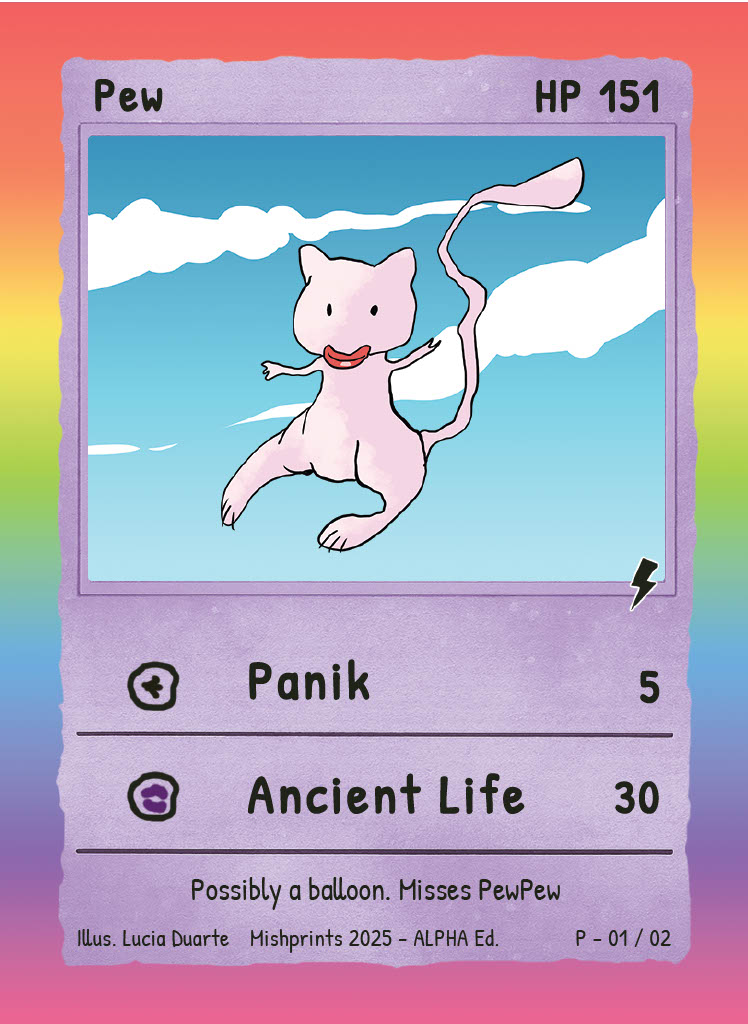 Pew HP 151
Panik 5
Ancient Life 30
Possibly a balloon. Misses PewPew
Illus. Lucia Duarte Mishprints 2025 - ALPHA Ed. P - 01 / 02